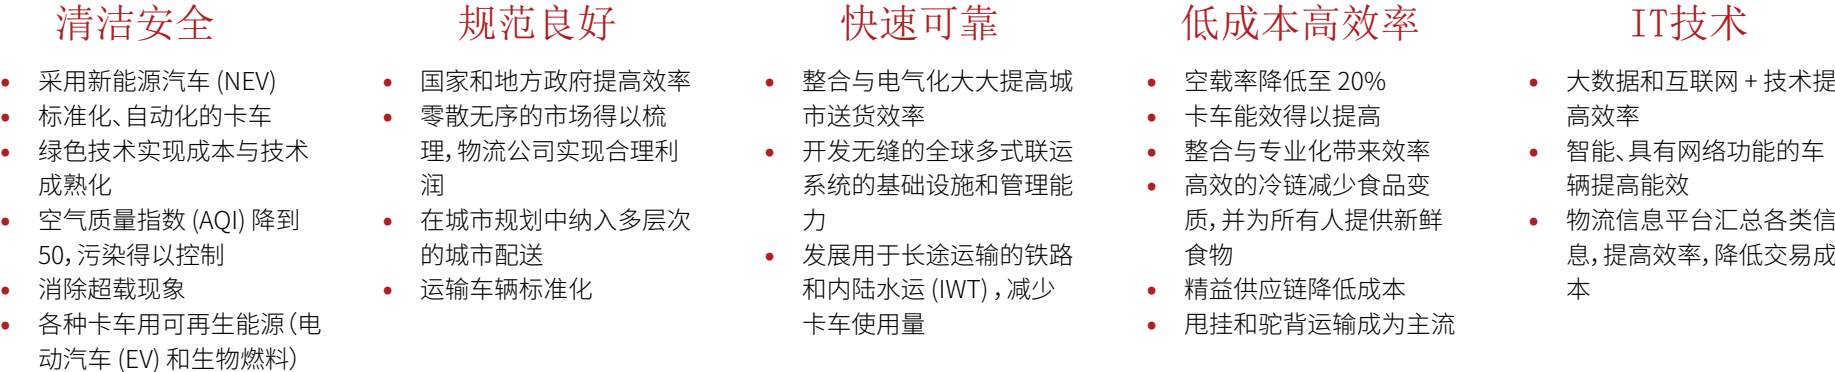 清洁安全
• 采用新能源汽车 (NEV)
• 标准化、自动化的卡车
• 绿色技术实现成本与技术
成熟化
• 空气质量指数 (AQI) 降到
50，污染得以控制
• 消除超载现象
• 各种卡车用可再生能源（电
动汽车 (EV) 和生物燃料）
规范良好
• 国家和地方政府提高效率
• 零散无序的市场得以梳
理，物流公司实现合理利
润
• 在城市规划中纳入多层次
的城市配送
• 运输车辆标准化
快速可靠
• 整合与电气化大大提高城
市送货效率
• 开发无缝的全球多式联运
系统的基础设施和管理能
力
• 发展用于长途运输的铁路
和内陆水运 (IWT) ，减少
卡车使用量
低成本高效率
• 空载率降低至 20%
• 卡车能效得以提高
• 整合与专业化带来效率
• 高效的冷链减少食品变
质，并为所有人提供新鲜
食物
• 精益供应链降低成本
• 甩挂和驼背运输成为主流
IT技术
• 大数据和互联网 + 技术提
高效率
• 智能、具有网络功能的车
辆提高能效
• 物流信息平台汇总各类信
息，提高效率，降低交易成
本